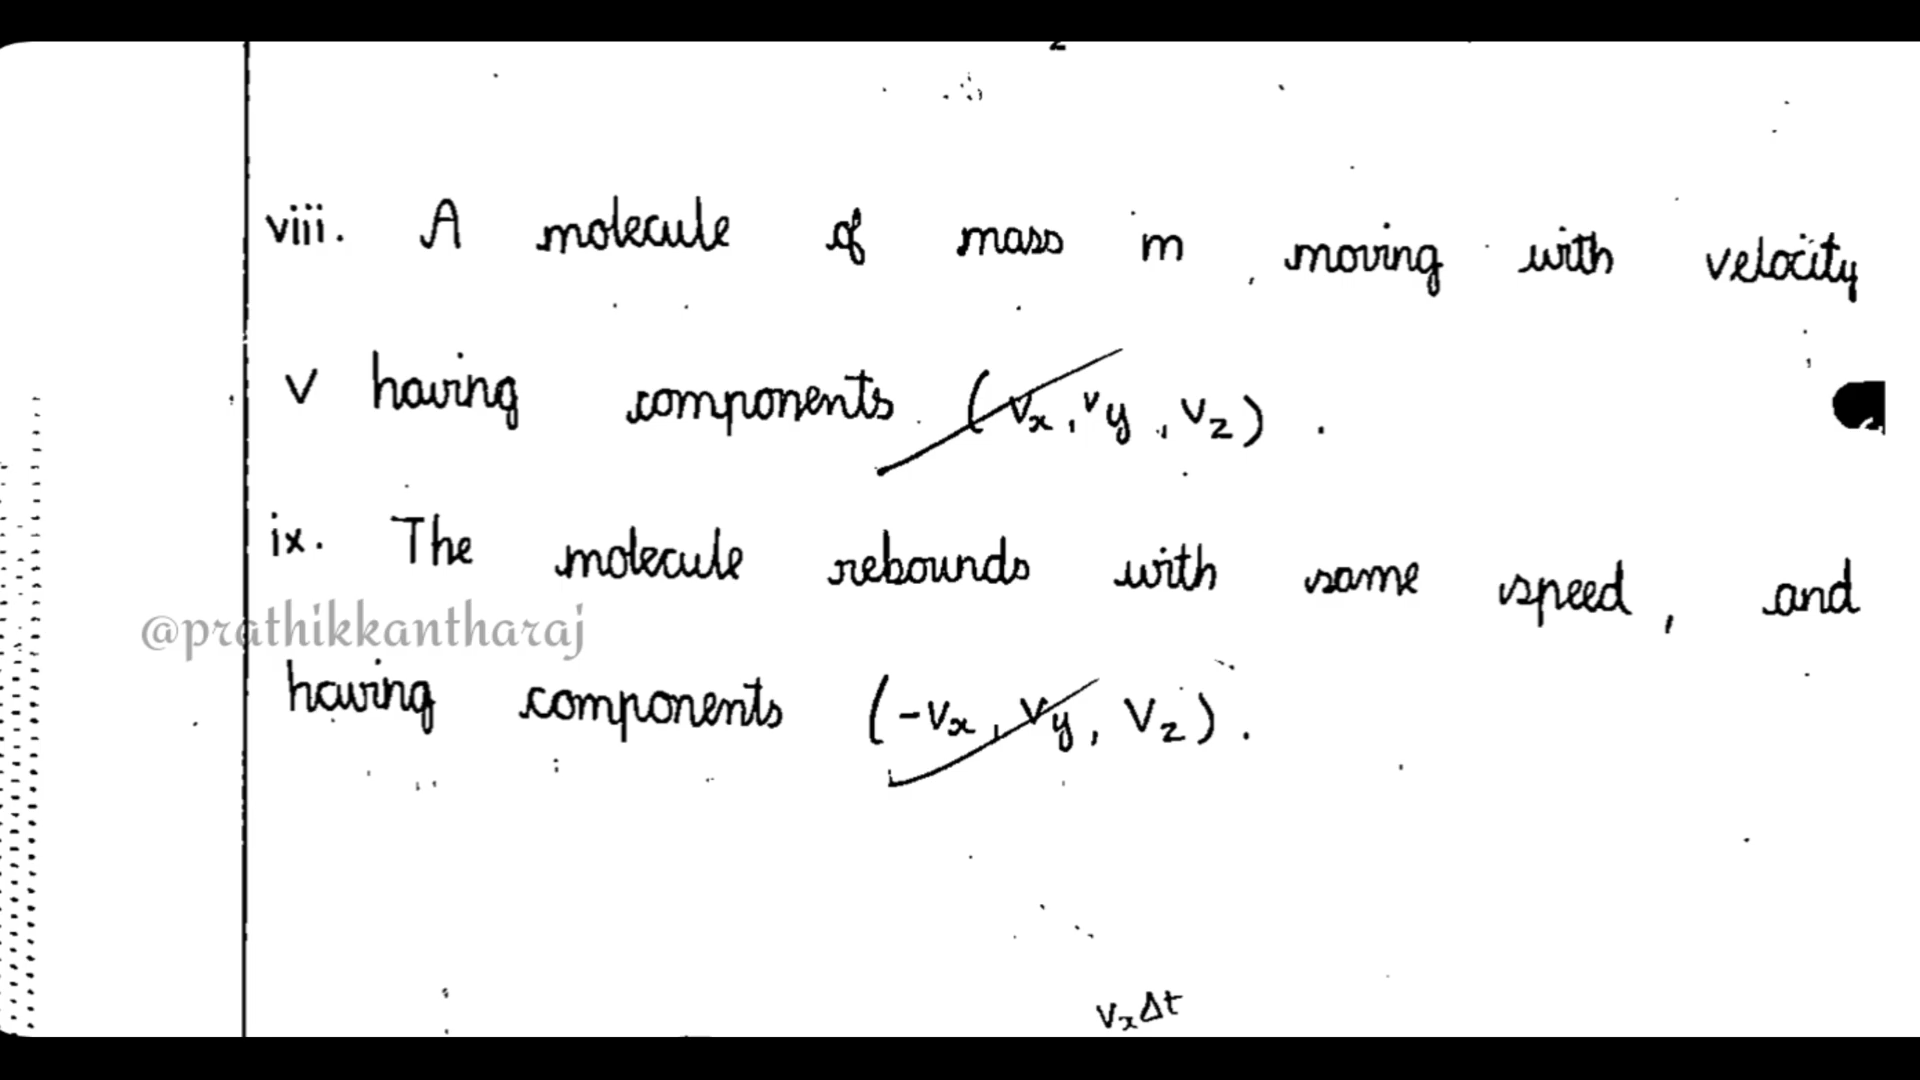 viii. A molecule of mass m moving with velocity
v having components (vx, vy, vz).
ix. The molecule rebounds with same speed, and
@prathikkantharaj
having components (-vx, vy, vz).
vxΔt